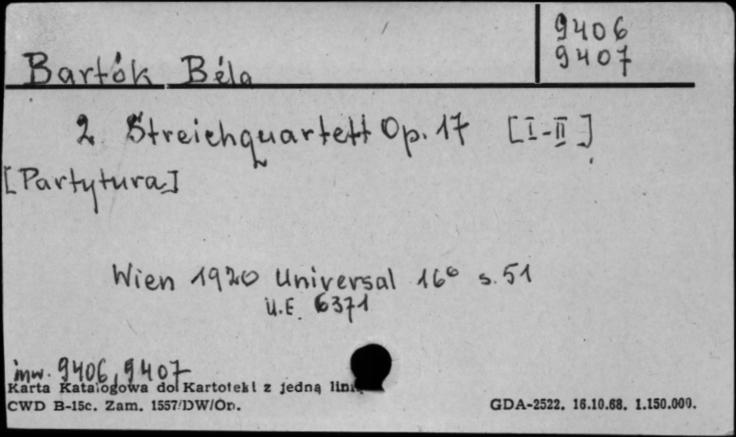 9406
9407
Bartók Béla
2. Streichquartett Op. 17 [I-II]
[Partytura]
Wien 1920 Universal 16° s. 51
U.E. 6371
inw. 9406, 9407
Karta Katalogowa do Kartoteki z jedną
CWD B-15c. Zam. 1557/DW/Op.
GDA-2522. 16.10.68. 1.150.000.